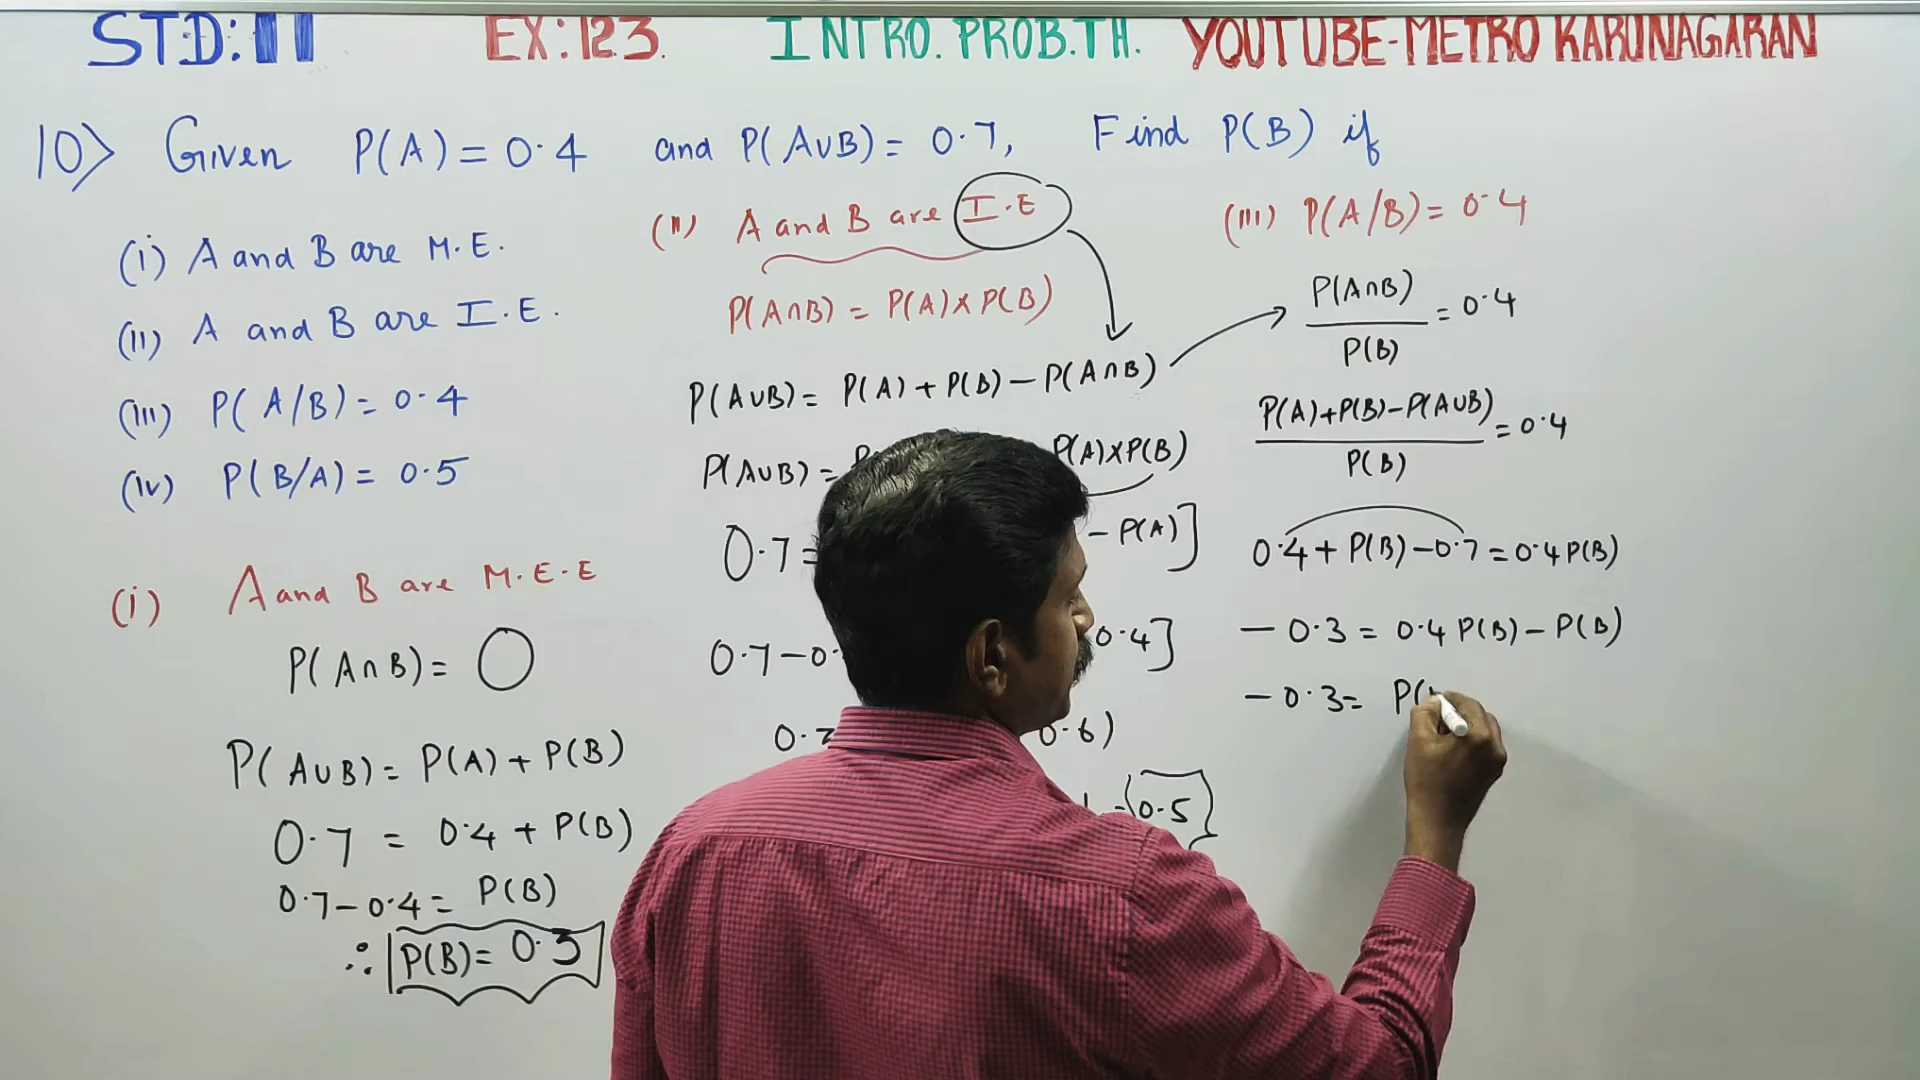 STD: 11 EX: 12.3. INTRO. PROB. TH. YOUTUBE-METRO KARUNAGARAN
10) Given P(A) = 0.4 and P(A∪B) = 0.7, Find P(B) if
(i) A and B are M.E.
(ii) A and B are I.E.
(iii) P(A/B) = 0.4
(iv) P(B/A) = 0.5
(i) A and B are M.E.E
P(A∩B) = 0
P(A∪B) = P(A) + P(B)
0.7 = 0.4 + P(B)
0.7 - 0.4 = P(B)
∴ P(B) = 0.3
(ii) A and B are I.E
P(A∩B) = P(A) × P(B)
P(A∪B) = P(A) + P(B) - P(A∩B)
P(A∪B) = P(A) × P(B)
0.7 = - P(A)]
0.7 - 0. 0.4]
0.6)
0.5
(iii) P(A/B) = 0.4
P(A∩B)
P(B)
= 0.4
P(A) + P(B) - P(A∪B)
P(B)
= 0.4
0.4 + P(B) - 0.7 = 0.4 P(B)
- 0.3 = 0.4 P(B) - P(B)
- 0.3 = P(